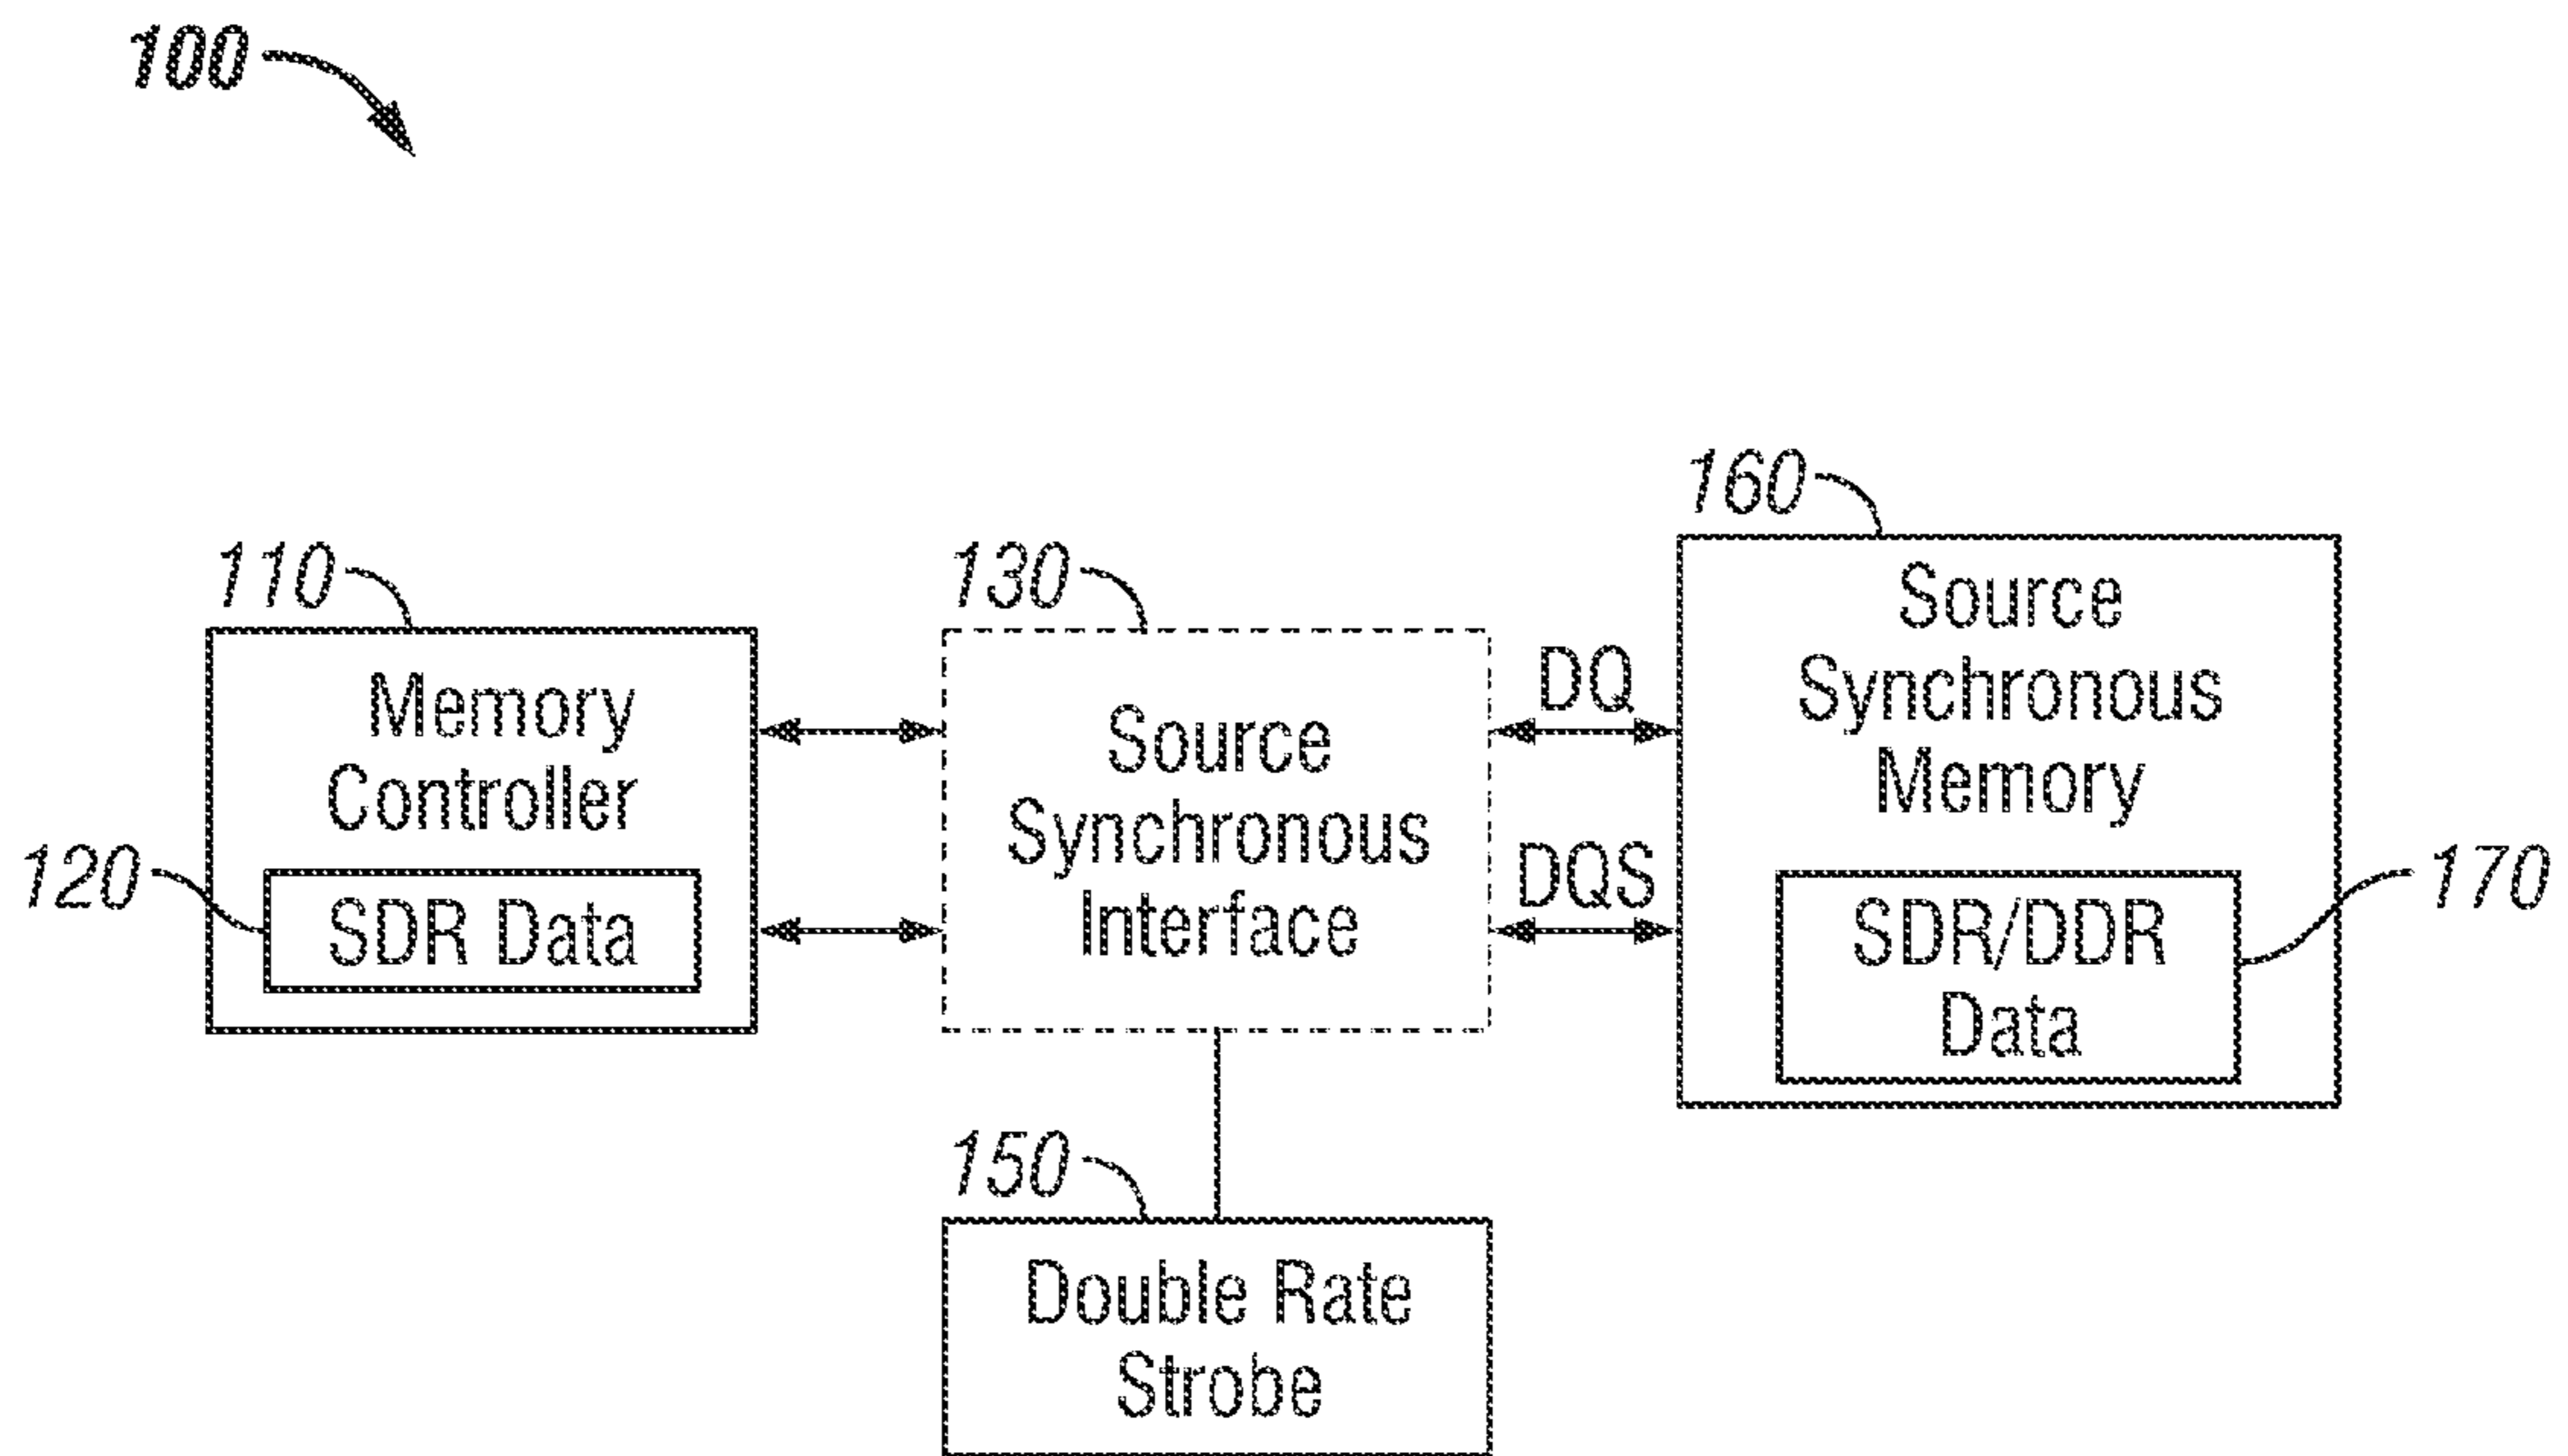 100
160
110
130
Source
Synchronous
Memory
DQ
Memory
Controller
Source
Synchronous
Interface
120
SDR Data
DQS
SDR/DDR
Data
170
150
Double Rate
Strobe